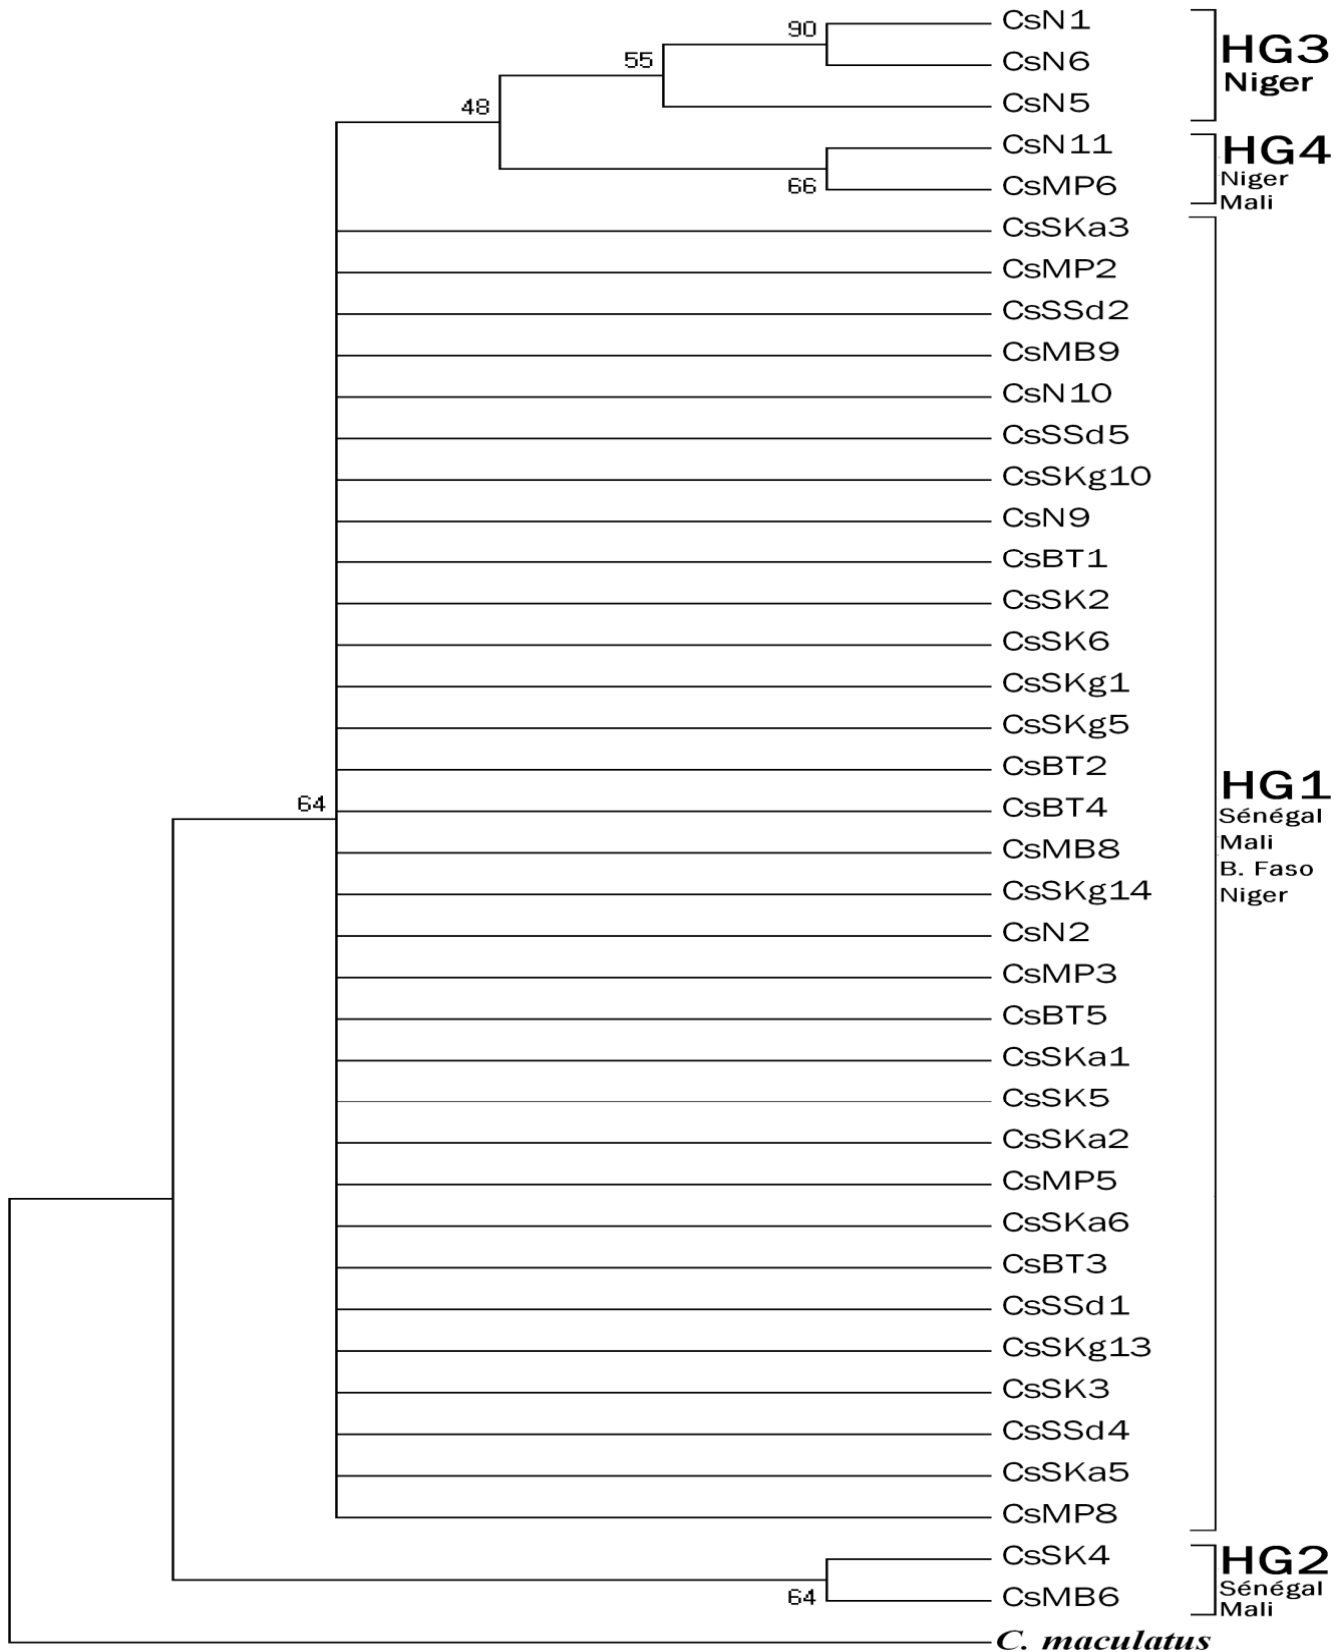 90
CsN1
HG3
Niger
55
CsN6
48
CsN5
CsN11
HG4
Niger
Mali
66
CsMP6
CsSKa3
CsMP2
CsSSd2
CsMB9
CsN10
CsSSd5
CsSKg10
CsN9
CsBT1
CsSK2
CsSK6
CsSKg1
CsSKg5
CsBT2
64
CsBT4
HG1
Sénégal
Mali
B. Faso
Niger
CsMB8
CsSKg14
CsN2
CsMP3
CsBT5
CsSKa1
CsSK5
CsSKa2
CsMP5
CsSKa6
CsBT3
CsSSd1
CsSKg13
CsSK3
CsSSd4
CsSKa5
CsMP8
CsSK4
HG2
Sénégal
Mali
64
CsMB6
C. maculatus